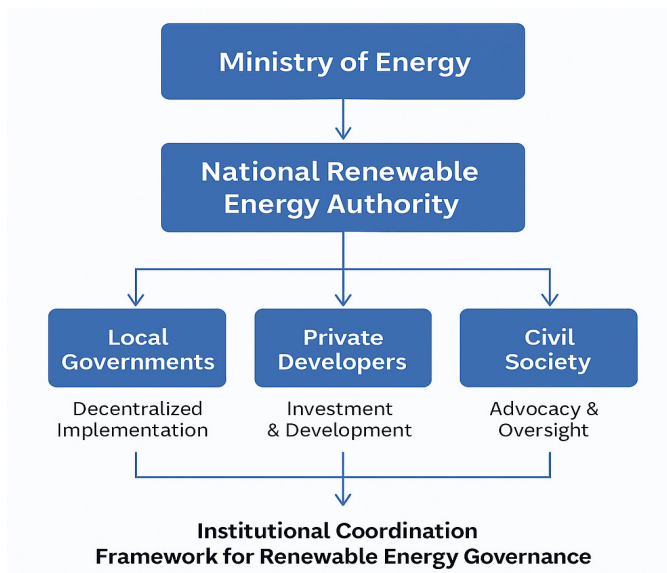 Ministry of Energy
National Renewable
Energy Authority
Local
Governments
Private
Developers
Civil
Society
Decentralized
Implementation
Investment
& Development
Advocacy &
Oversight
Institutional Coordination
Framework for Renewable Energy Governance